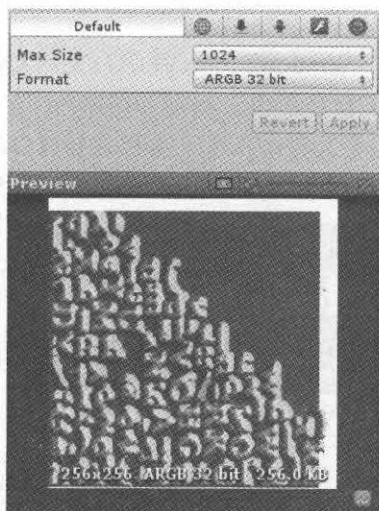 Default
Max Size 1024
Format ARGB 32 bit
Revert Apply
Preview
256x256 ARGB 32 bit 256.0 KB